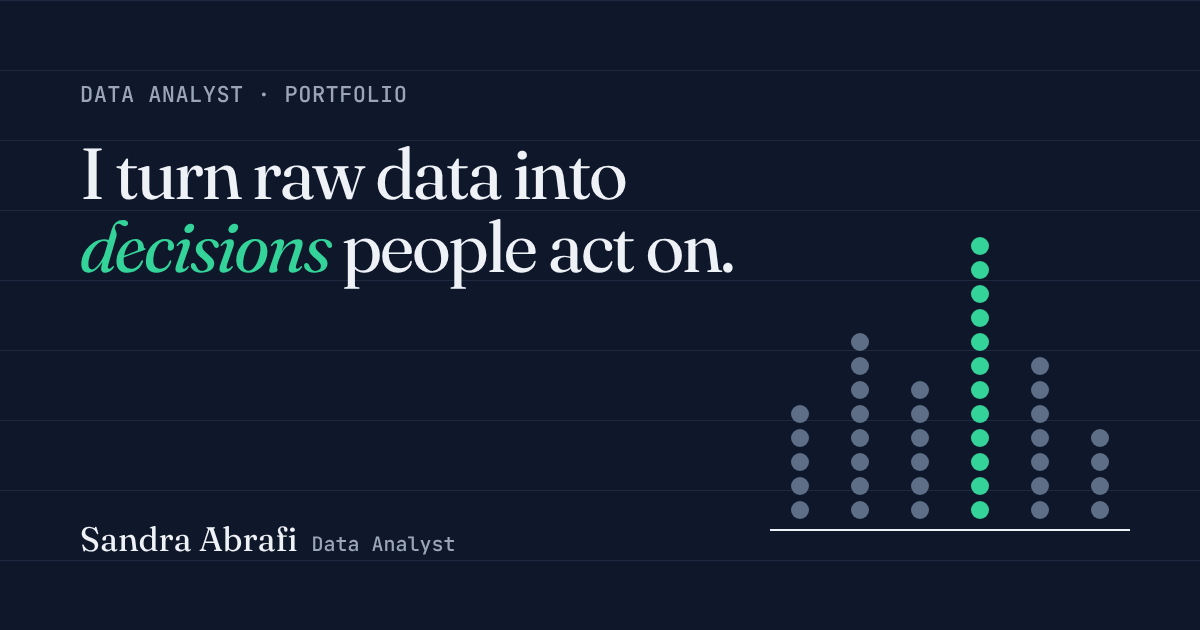 DATA ANALYST · PORTFOLIO
I turn raw data into
decisions people act on.
Sandra Abrafi Data Analyst